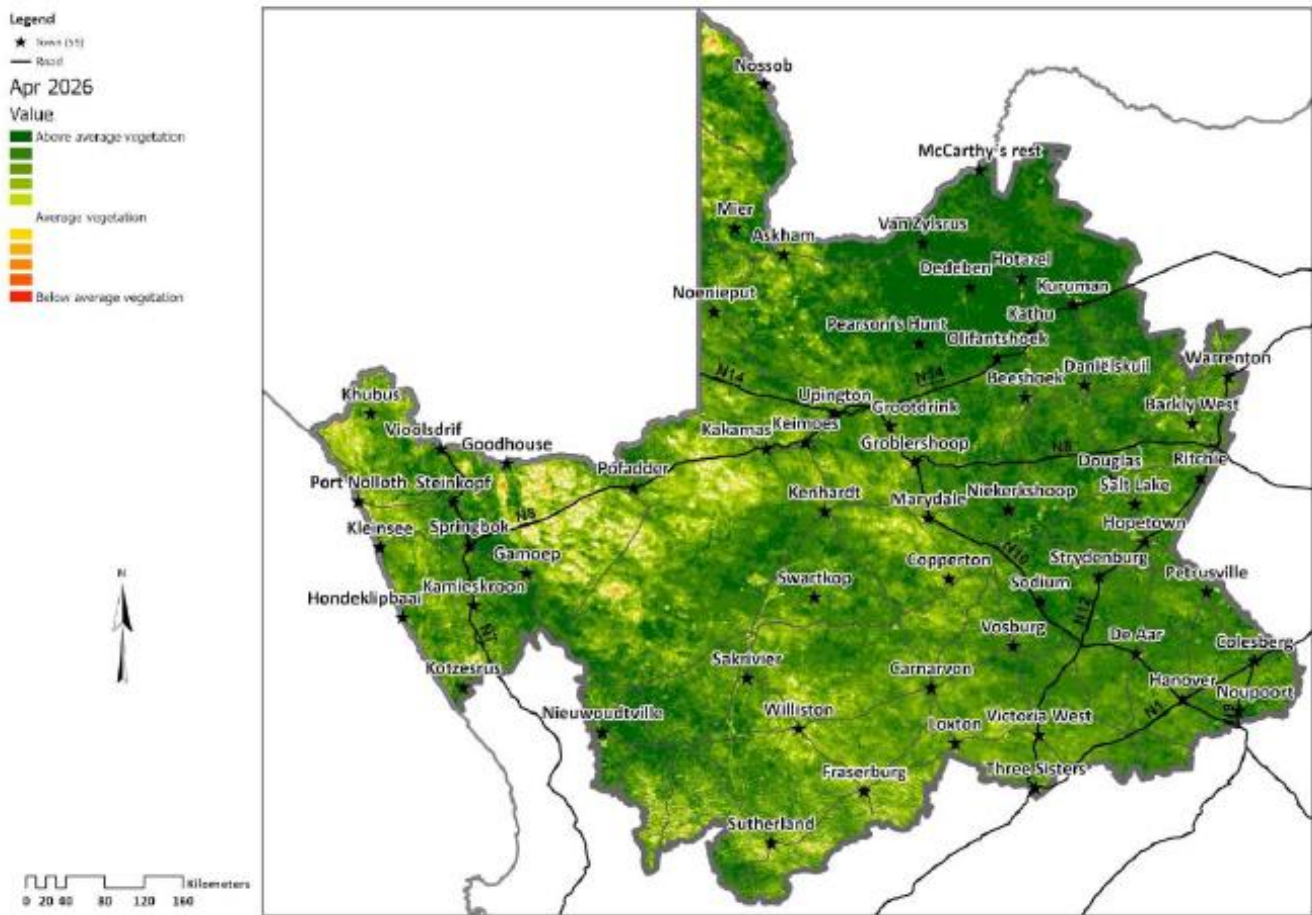 Legend
Town (55)
Road
Apr 2026
Value
Above average vegetation
Average vegetation
Below average vegetation
N
Kilometers
0 20 40 80 120 160
Nossob
McCarthy's rest
Mier
Askham
Van Zylsrus
Dedeben
Hotazel
Noenieput
Kuruman
Kathu
Pearson's Hunt
Olifantshoek
N14
N14
Beeshoek
Daniëlskuil
Warrenton
Khubus
Upington
Grootdrink
Barkly West
Vioolsdrif
Goodhouse
Kakamas
Keimoes
Groblershoop
N8
Douglas
Ritchie
Pofadder
Port Nolloth
Steinkopf
Kenhardt
Marydale
Niekerkshoop
Salt Lake
Kleinsee
Springbok
N8
Hopetown
N10
Gamoep
Copperton
Strydenburg
Swartkop
Sodium
Petrusville
Hondeklipbaai
Kamieskroon
N12
N7
Vosburg
De Aar
Colesberg
Kotzesrus
Sakrivier
Carnarvon
Hanover
Noupoort
Nieuwoudtville
Williston
Loxton
Victoria West
N1
Three Sisters
Fraserburg
Sutherland